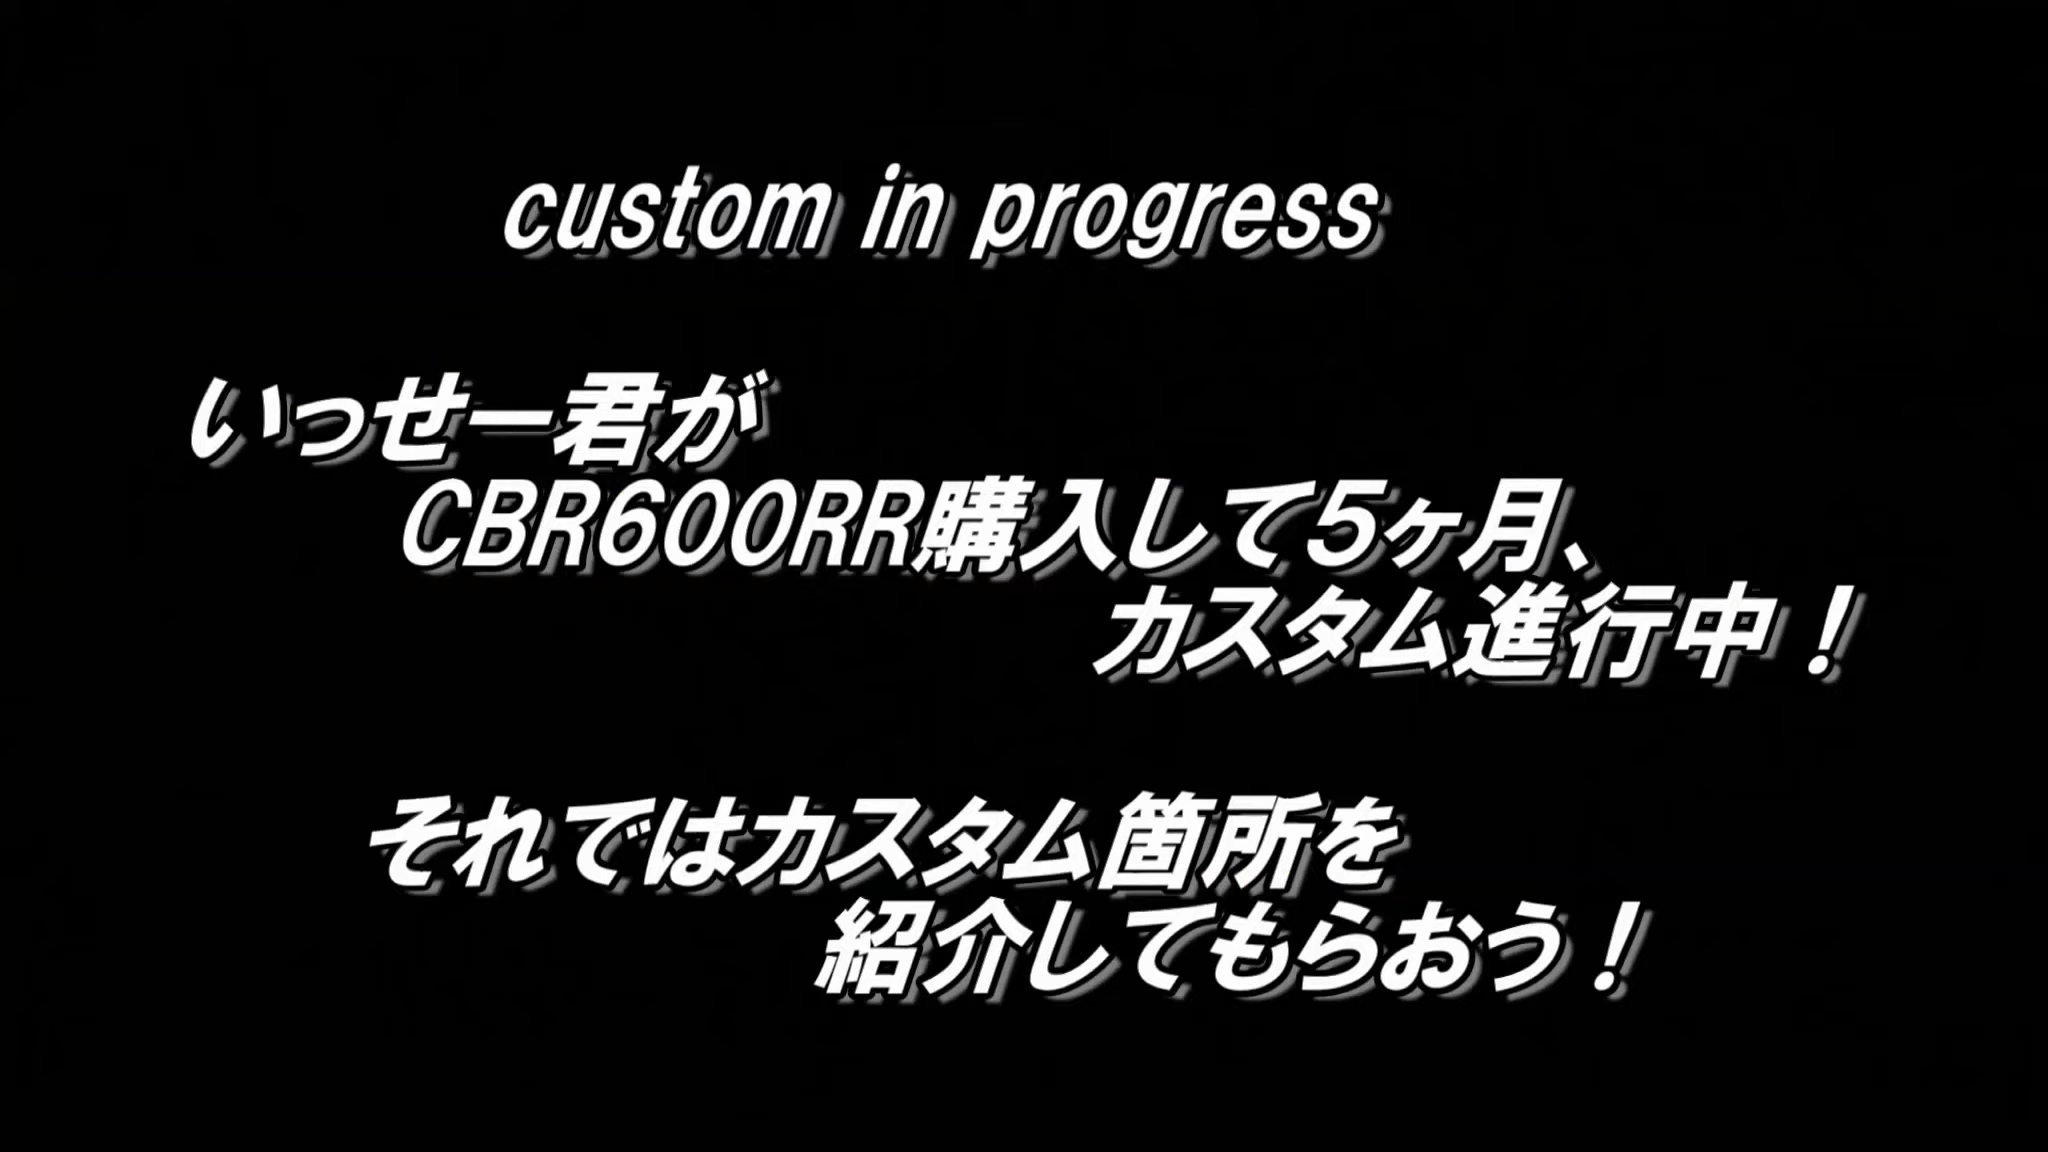 custom in progress
いっせー君が
CBR600RR購入して5ヶ月、
カスタム進行中！
それではカスタム箇所を
紹介してもらおう！